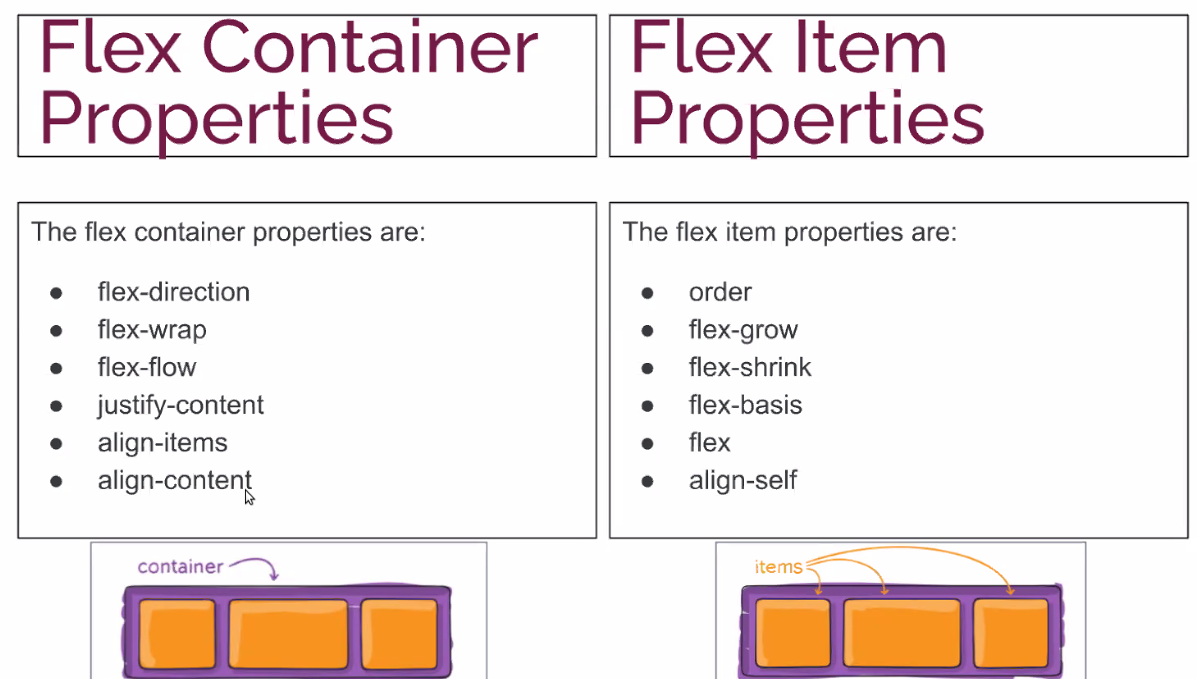 Flex Container
Properties
The flex container properties are:
● flex-direction
● flex-wrap
● flex-flow
● justify-content
● align-items
● align-content
container
Flex Item
Properties
The flex item properties are:
● order
● flex-grow
● flex-shrink
● flex-basis
● flex
● align-self
items